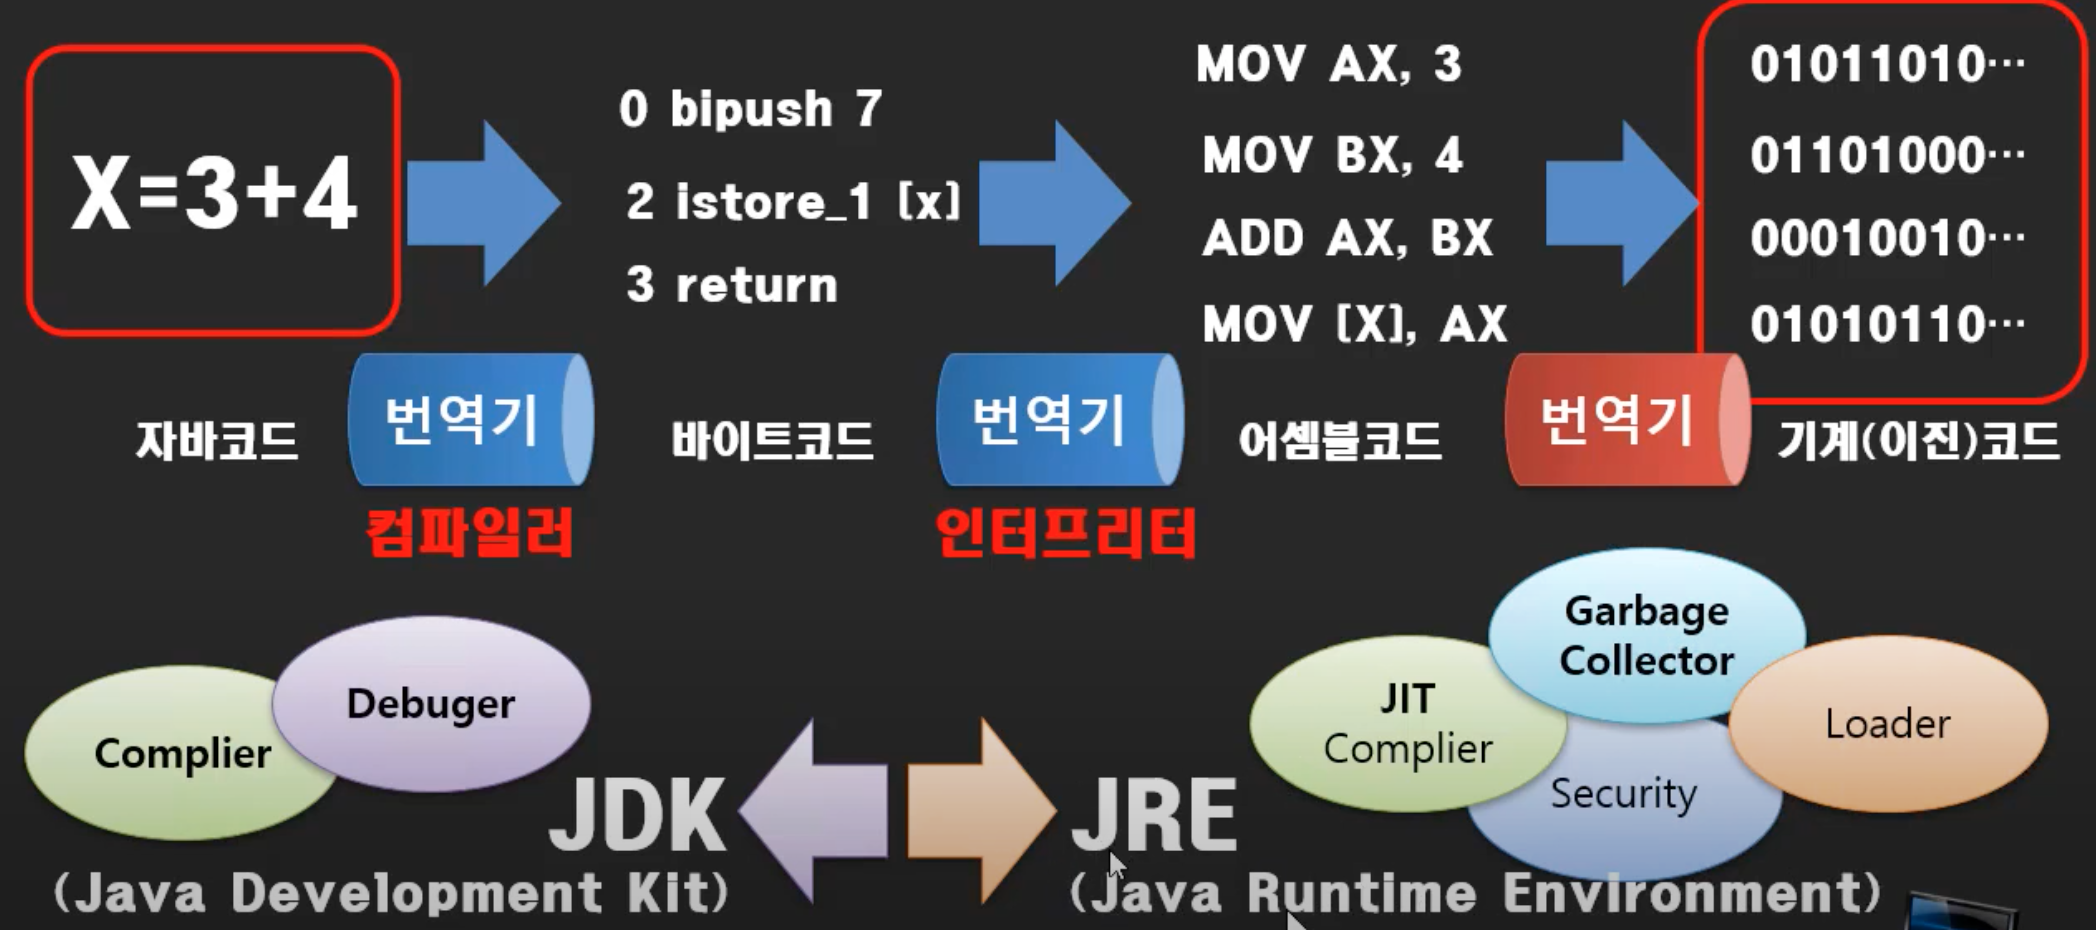 X=3+4
0 bipush 7
2 istore_1 [x]
3 return
MOV AX, 3
MOV BX, 4
ADD AX, BX
MOV [X], AX
01011010…
01101000…
00010010…
01010110…
자바코드
번역기
바이트코드
번역기
어셈블코드
번역기
기계(이진)코드
컴파일러
인터프리터
Complier
Debuger
JDK
(Java Development Kit)
JRE
(Java Runtime Environment)
JIT
Complier
Garbage
Collector
Security
Loader